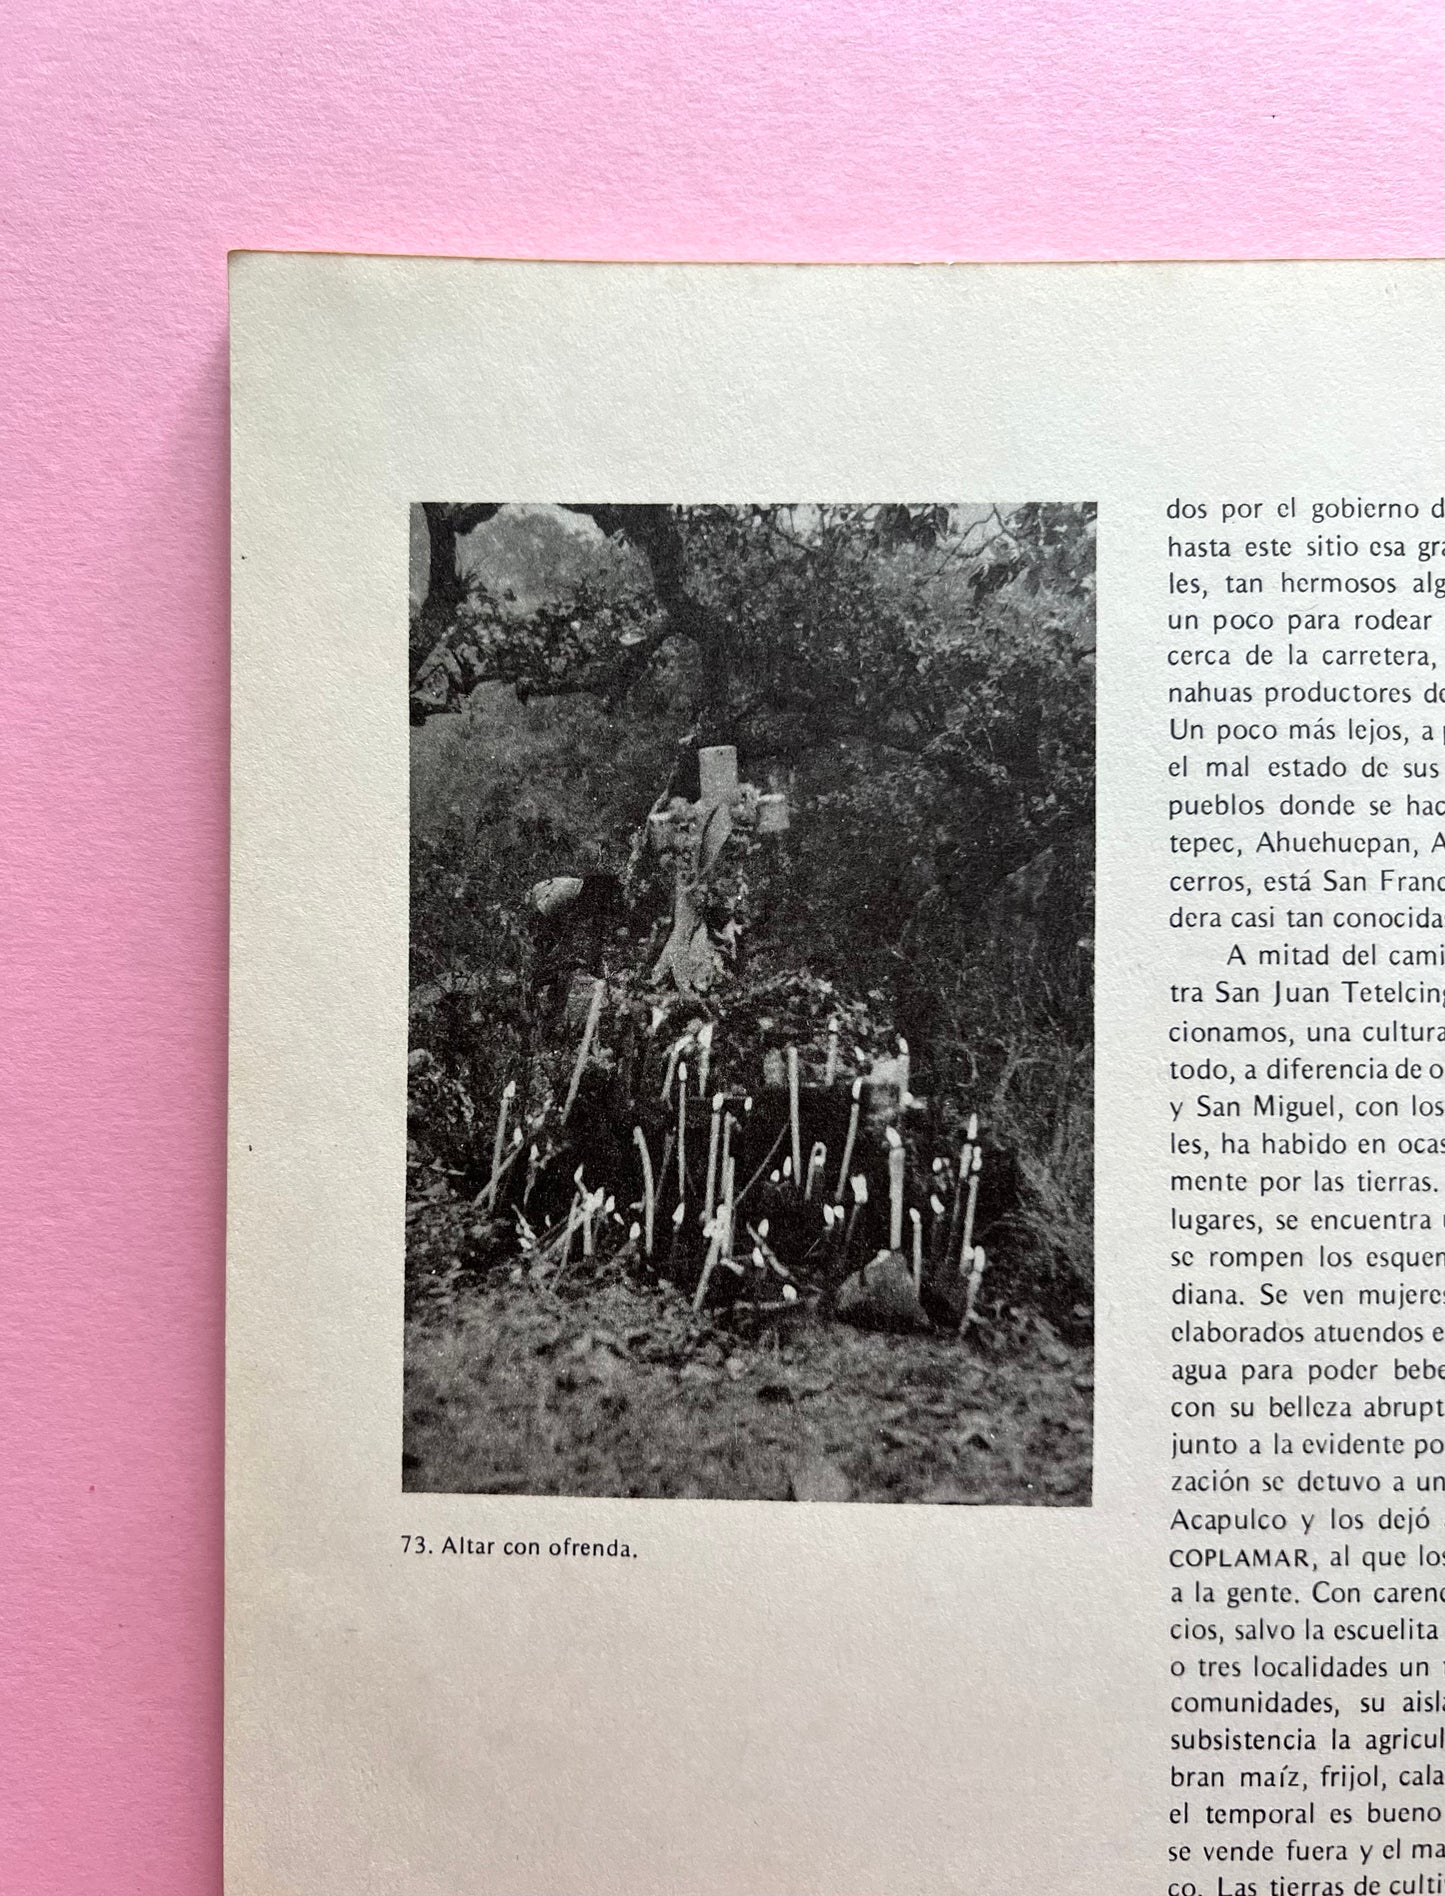 73. Altar con ofrenda.
dos por el gobierno d
hasta este sitio esa gra
les, tan hermosos alg
un poco para rodear
cerca de la carretera,
nahuas productores de
Un poco más lejos, a
el mal estado de sus
pueblos donde se hac
tepec, Ahuehuepan, A
cerros, está San Franc
dera casi tan conocida
A mitad del cami
tra San Juan Tetelcing
cionamos, una cultura
todo, a diferencia de o
y San Miguel, con los
les, ha habido en ocas
mente por las tierras.
lugares, se encuentra
se rompen los esquem
diana. Se ven mujeres
elaborados atuendos e
agua para poder bebe
con su belleza abrupt
junto a la evidente po
zación se detuvo a un
Acapulco y los dejó
COPLAMAR, al que los
a la gente. Con carenc
cios, salvo la escuelita
o tres localidades un
comunidades, su aisla
subsistencia la agricul
bran maíz, frijol, cala
el temporal es bueno
se vende fuera y el ma
co. Las tierras de culti